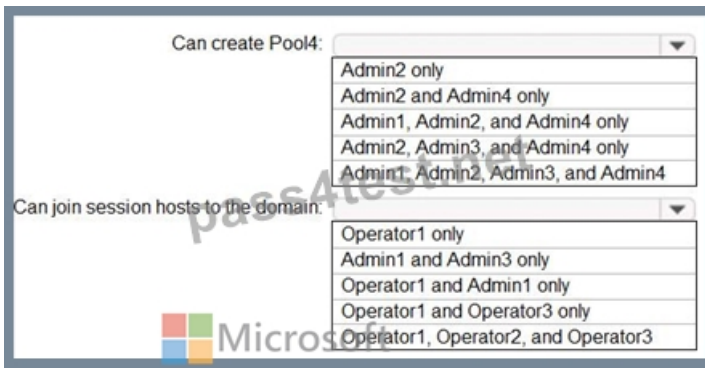 Can create Pool4:
Admin2 only
Admin2 and Admin4 only
Admin1, Admin2, and Admin4 only
Admin2, Admin3, and Admin4 only
Admin1, Admin2, Admin3, and Admin4
pass4test.net
Can join session hosts to the domain:
Operator1 only
Admin1 and Admin3 only
Operator1 and Admin1 only
Operator1 and Operator3 only
Operator1, Operator2, and Operator3
Microsoft